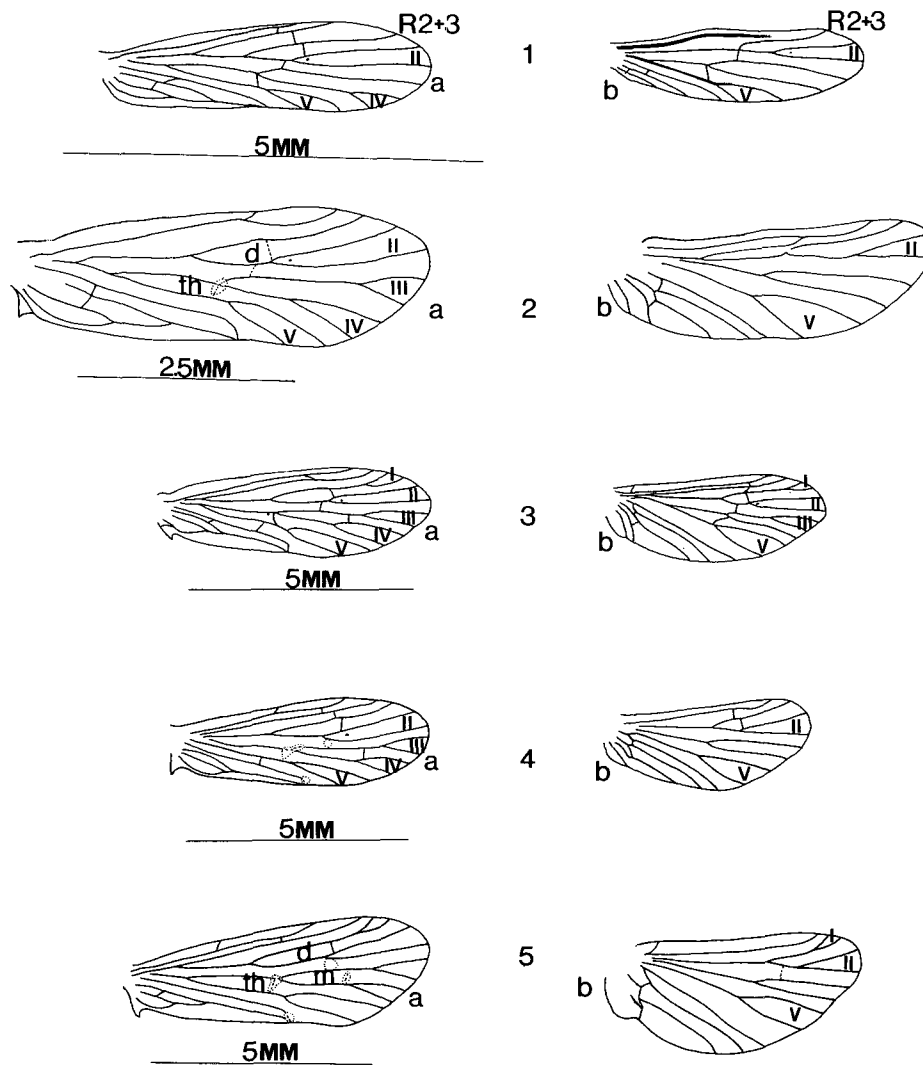 R2+3 R2+3
II 1 II
a
V IV b V
5MM
II II
d
th III
a 2 b
V IV V
2.5MM
I I
II II
III 3 III
a b
IV
V V
5MM
II II
III
a 4 b
IV
V V
5MM
I
d 5 II
th m b
a V
5MM